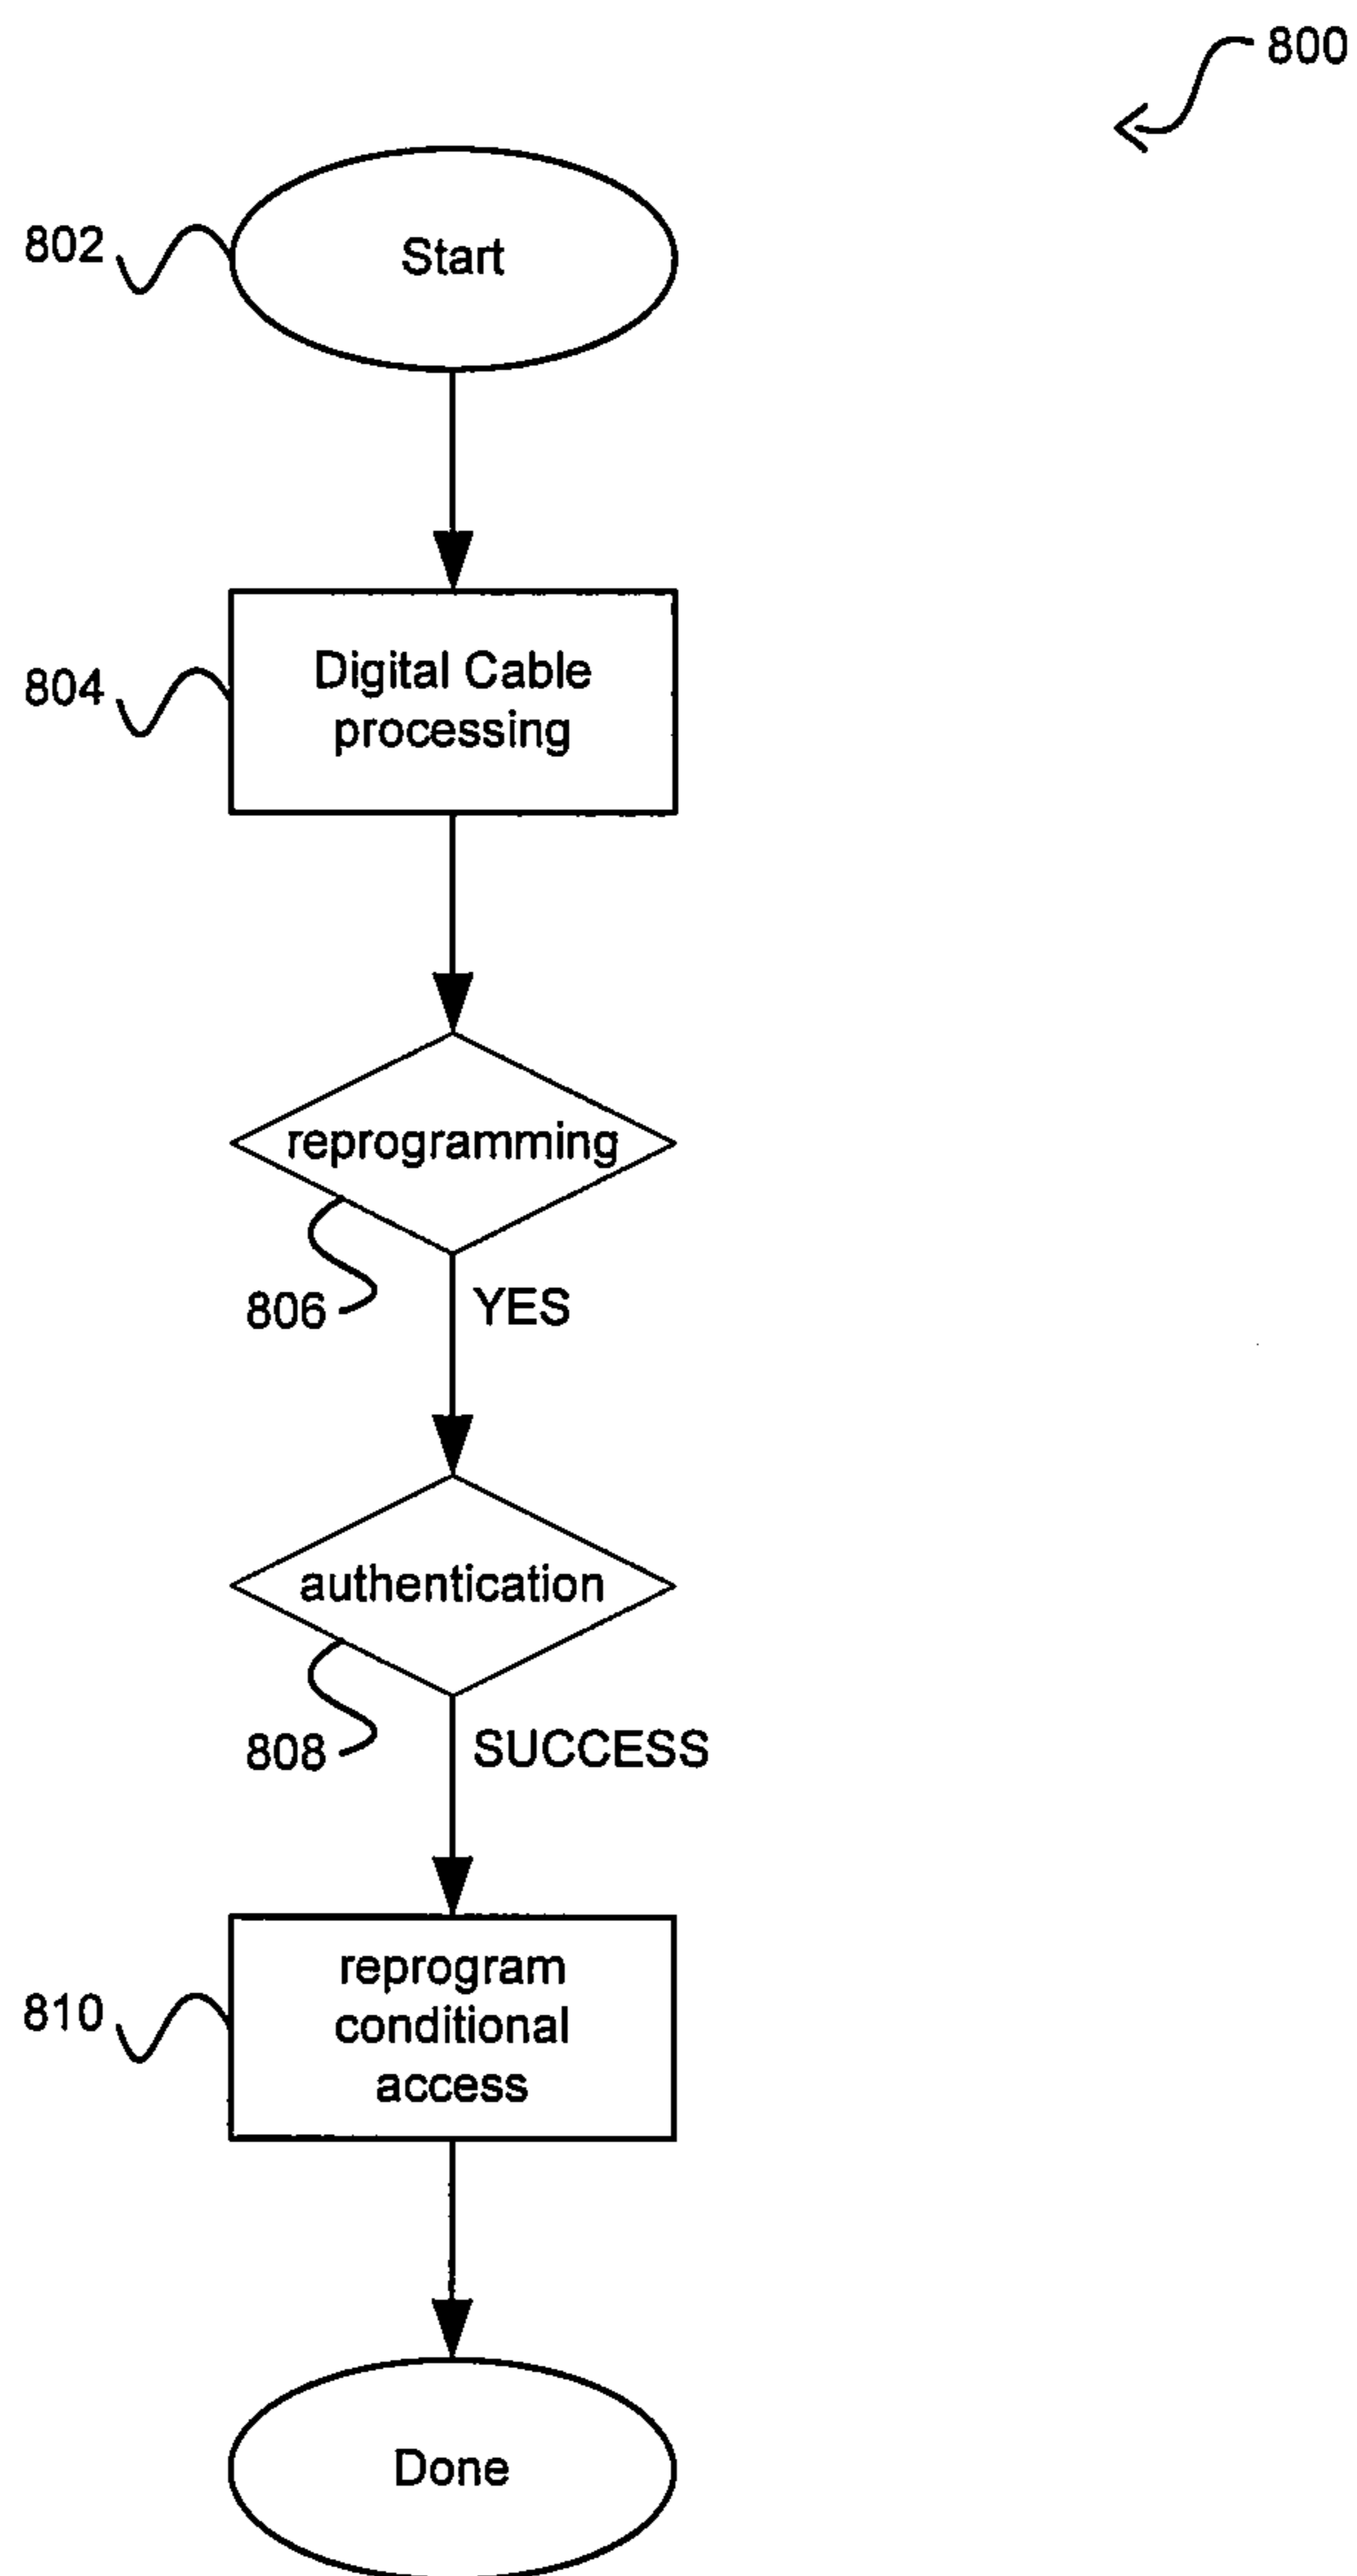 800
802
Start
804
Digital Cable
processing
reprogramming
806
YES
authentication
808
SUCCESS
810
reprogram
conditional
access
Done